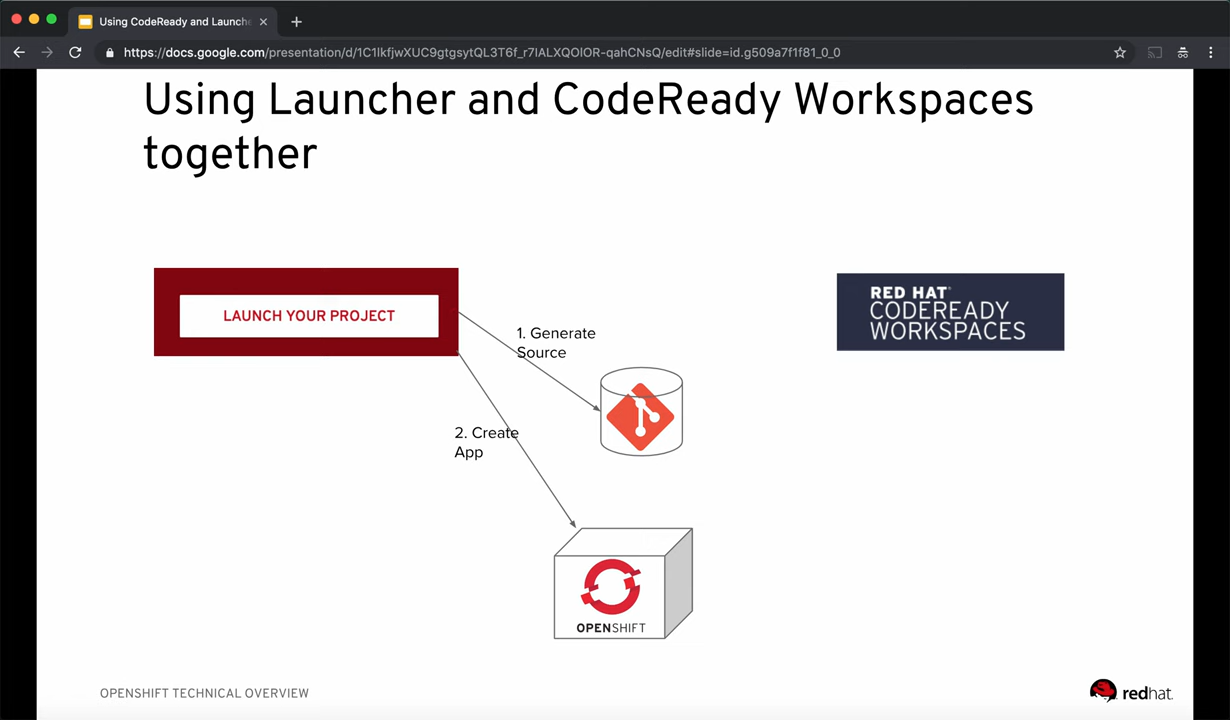 Using CodeReady and Launche
https://docs.google.com/presentation/d/1C1lkfjwXUC9gtgsytQL3T6f_r7IALXQOlOR-qahCNsQ/edit#slide=id.g509a7f1f81_0_0
Using Launcher and CodeReady Workspaces
together
LAUNCH YOUR PROJECT
RED HAT
CODEREADY
WORKSPACES
1. Generate
Source
2. Create
App
OPENSHIFT
OPENSHIFT TECHNICAL OVERVIEW
redhat.